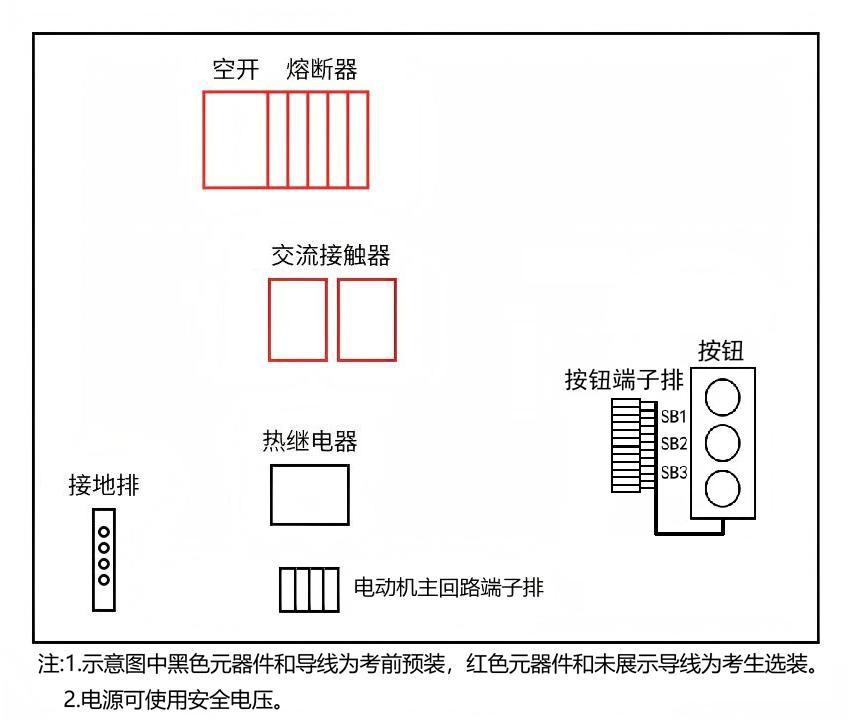 空开 熔断器
交流接触器
按钮
按钮端子排
SB1
SB2
SB3
热继电器
接地排
电动机主回路端子排
注:1.示意图中黑色元器件和导线为考前预装，红色元器件和未展示导线为考生选装。
2.电源可使用安全电压。